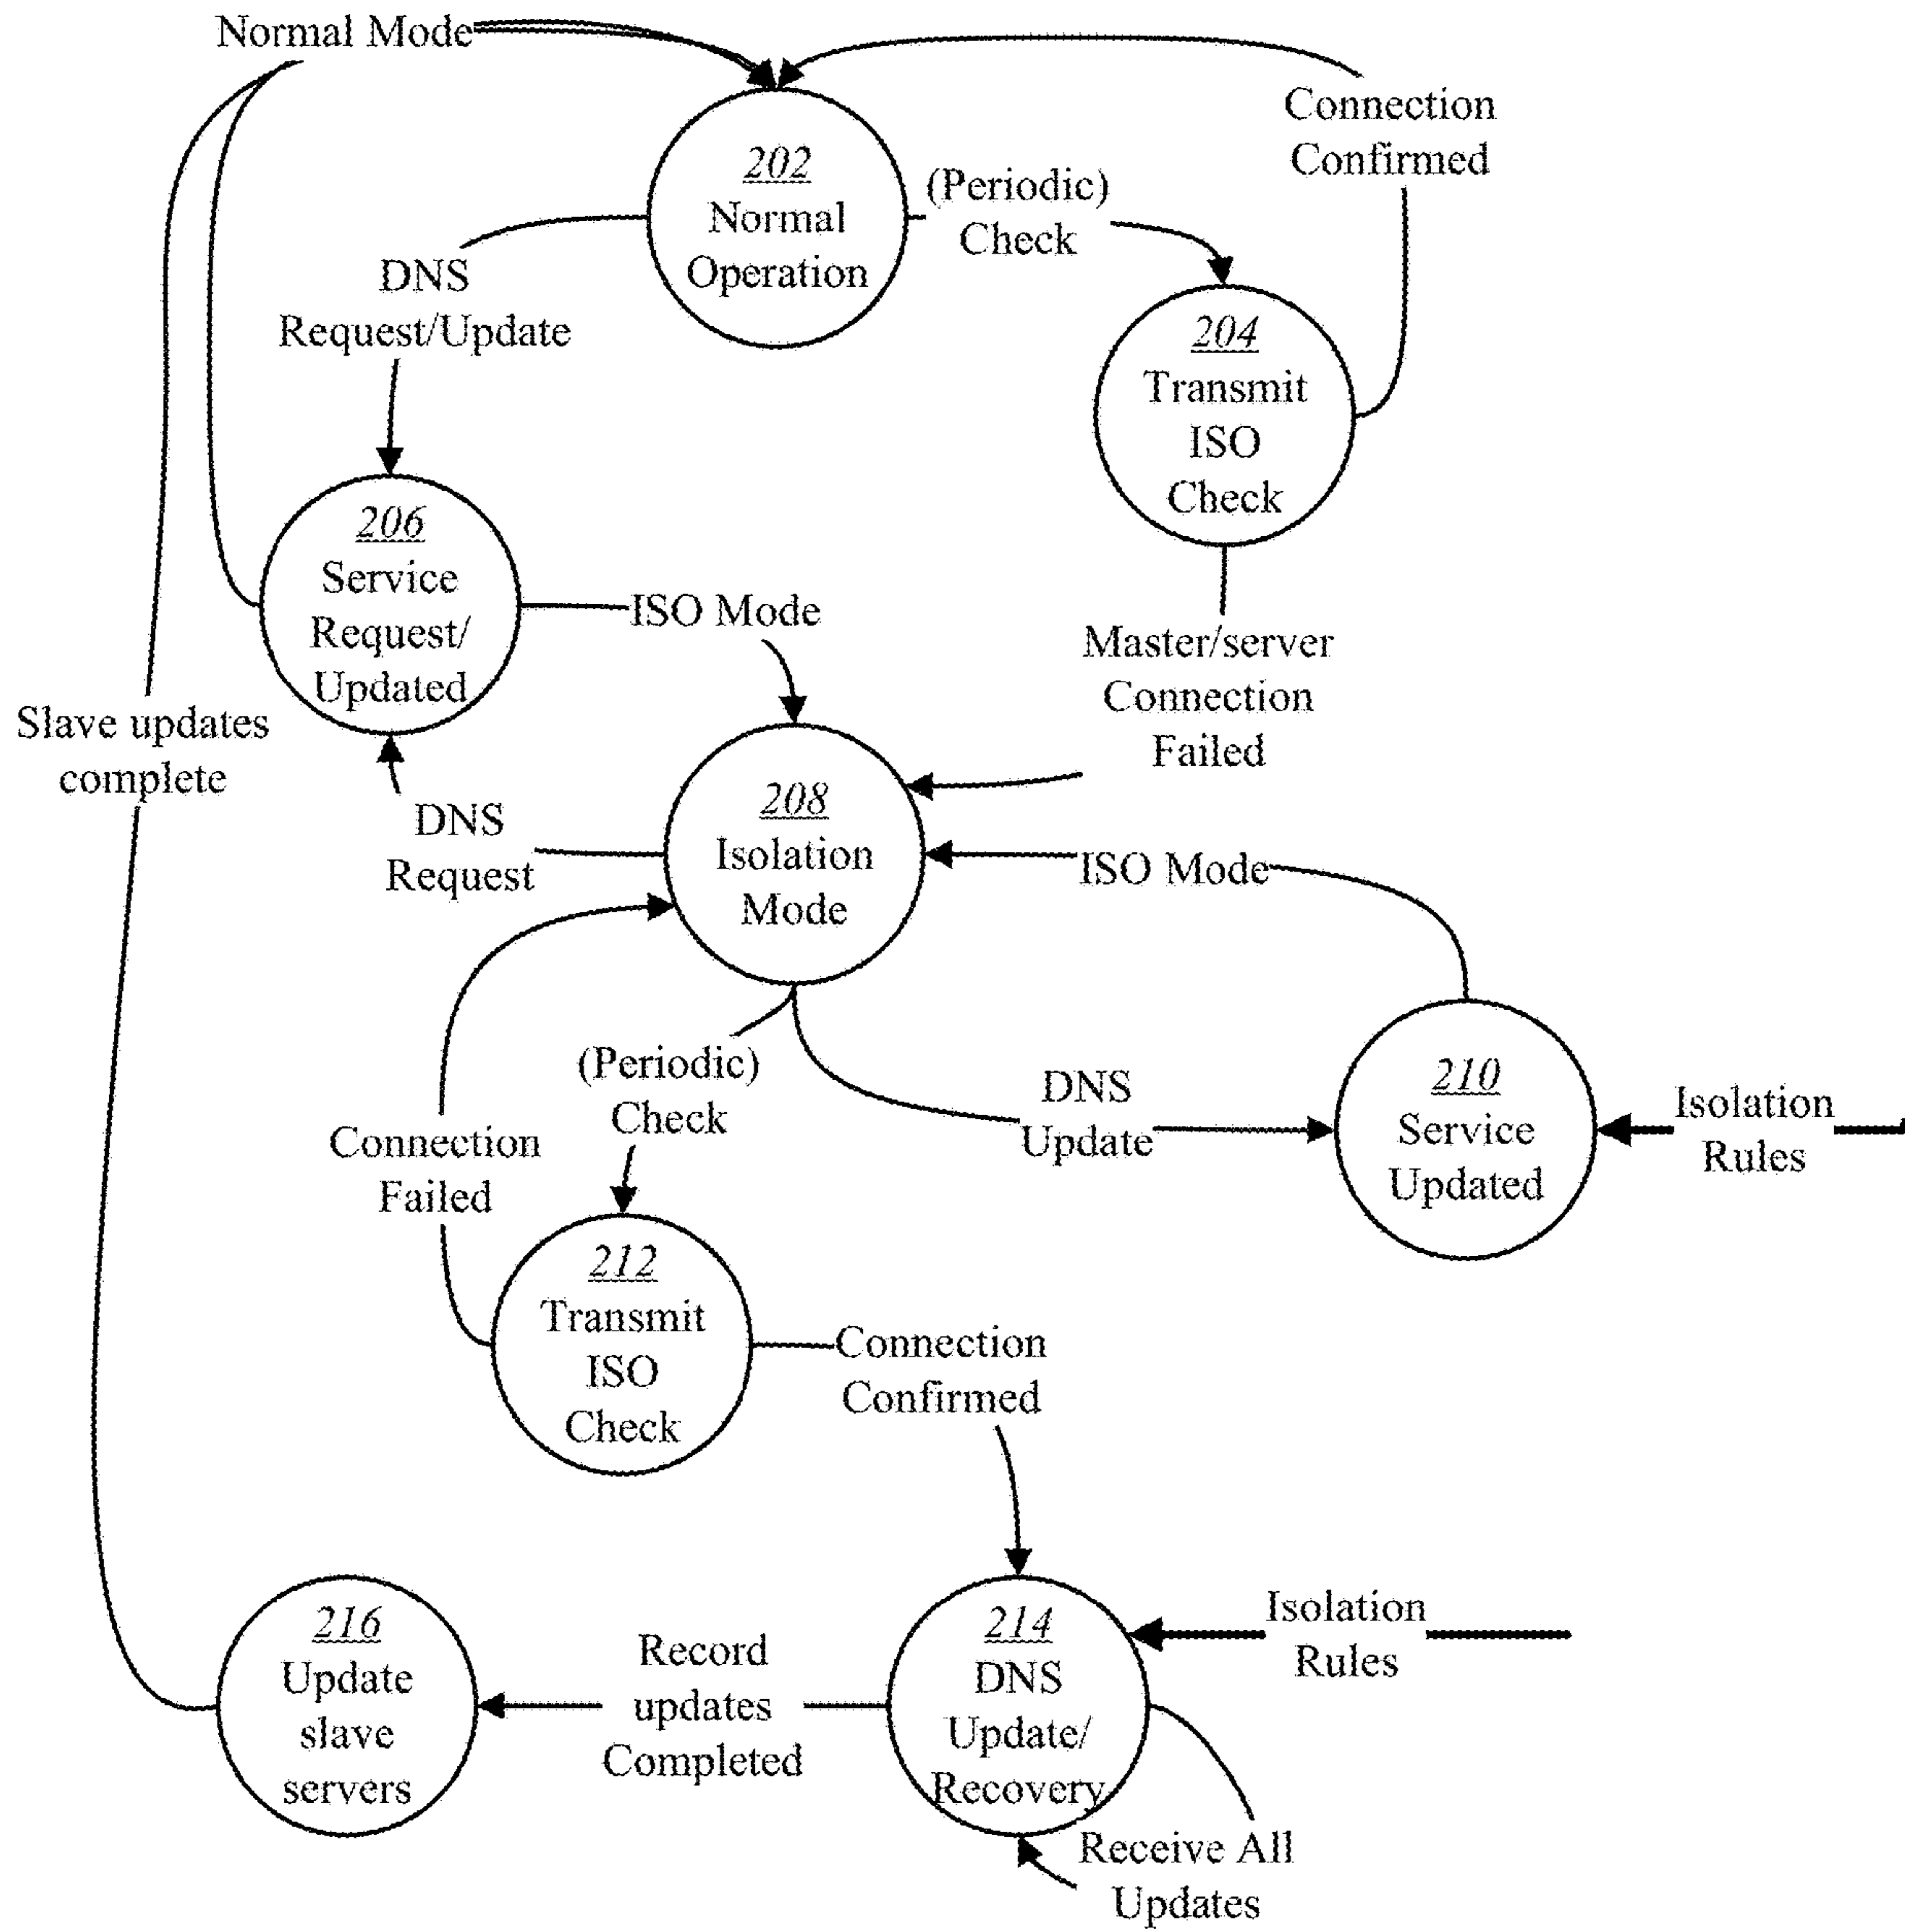 Normal Mode
Connection
Confirmed
202
Normal
Operation
(Periodic)
Check
DNS
Request/Update
204
Transmit
ISO
Check
206
Service
Request/
Updated
ISO Mode
Master/server
Connection
Failed
Slave updates
complete
DNS
Request
208
Isolation
Mode
ISO Mode
(Periodic)
Check
DNS
Update
210
Service
Updated
Isolation
Rules
Connection
Failed
212
Transmit
ISO
Check
Connection
Confirmed
216
Update
slave
servers
Record
updates
Completed
214
DNS
Update/
Recovery
Isolation
Rules
Receive All
Updates